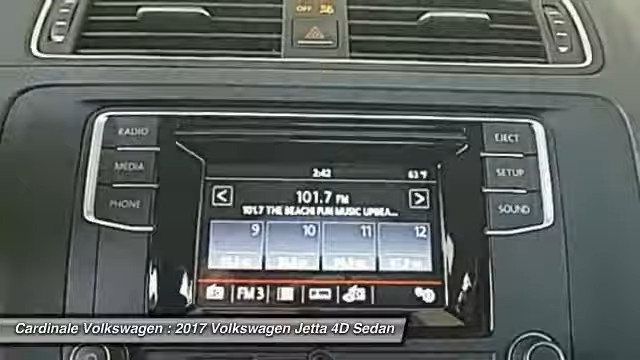 OFF
RADIO
MEDIA
PHONE
EJECT
SETUP
SOUND
2:42 63°F
101.7 FM
101.7 THE BEACH! FUN MUSIC UPBEA...
9 10 11 12
FM 3
Cardinale Volkswagen : 2017 Volkswagen Jetta 4D Sedan